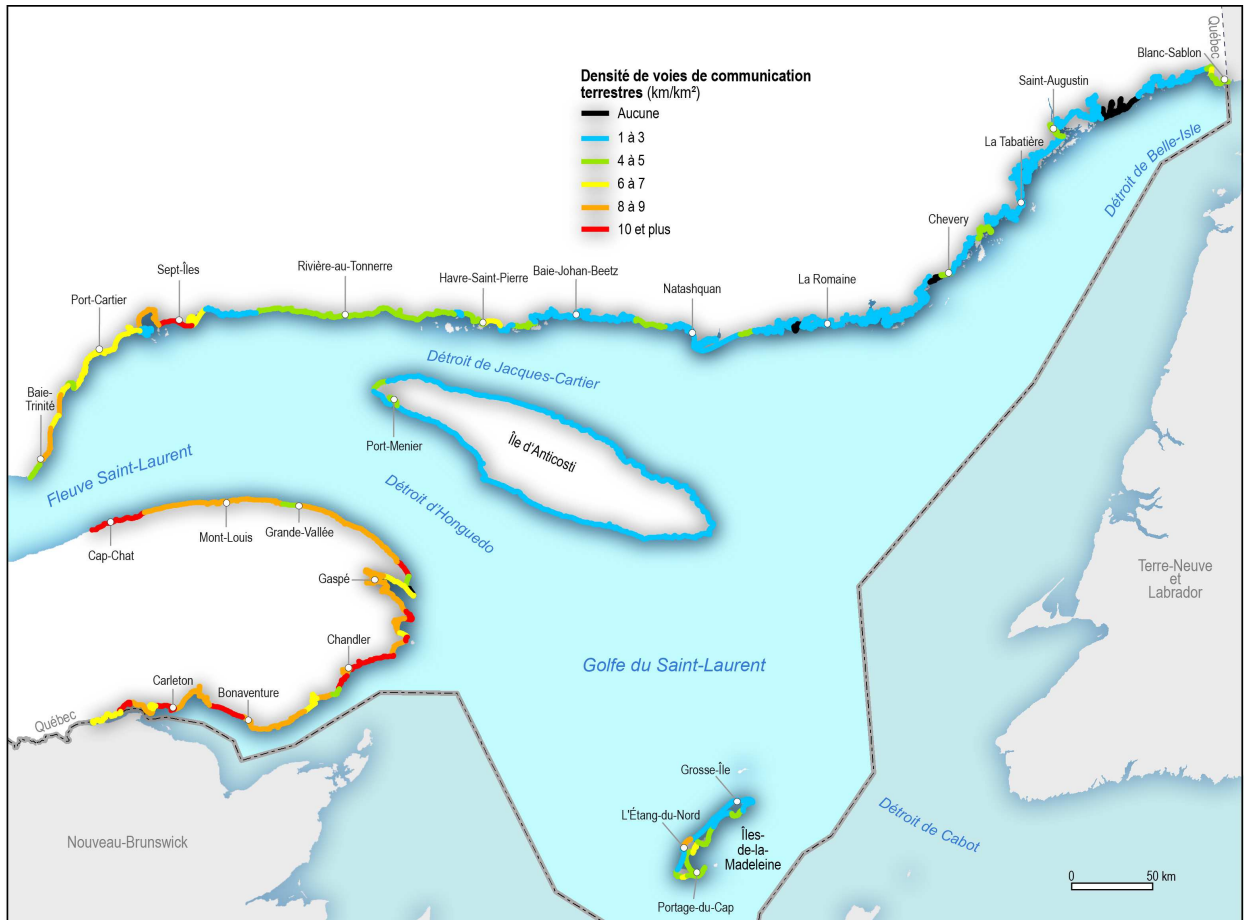 Québec
Blanc-Sablon
Densité de voies de communication
terrestres (km/km²)
Aucune
1 à 3
4 à 5
6 à 7
8 à 9
10 et plus
Saint-Augustin
La Tabatière
Détroit de Belle-Isle
Chevery
Sept-Îles
Rivière-au-Tonnerre
Havre-Saint-Pierre
Baie-Johan-Beetz
Natashquan
La Romaine
Port-Cartier
Détroit de Jacques-Cartier
Baie-
Trinité
Port-Menier
Île d'Anticosti
Fleuve Saint-Laurent
Détroit d'Honguedo
Cap-Chat
Mont-Louis
Grande-Vallée
Gaspé
Terre-Neuve
et
Labrador
Chandler
Golfe du Saint-Laurent
Carleton
Bonaventure
Québec
Grosse-Île
L'Étang-du-Nord
Îles-
de-la-
Madeleine
Détroit de Cabot
Nouveau-Brunswick
Portage-du-Cap
0 50 km